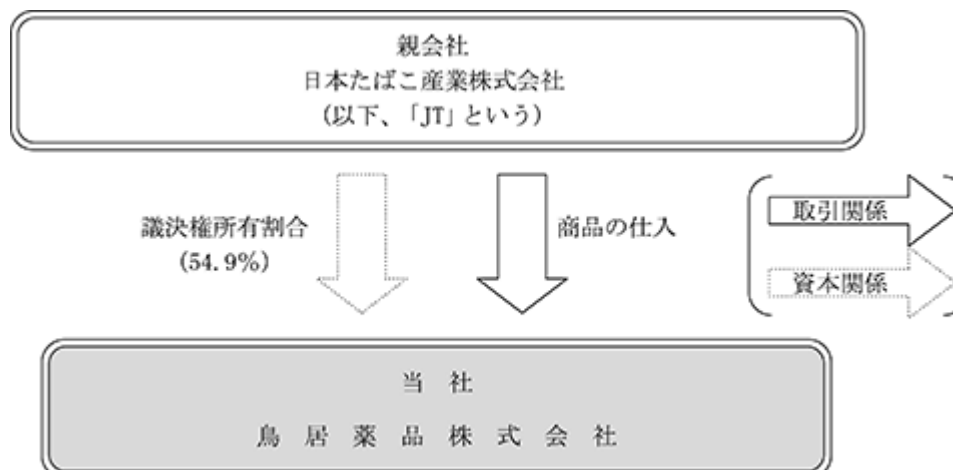 親会社
日本たばこ産業株式会社
(以下、「JT」という)
議決権所有割合
(54.9%)
商品の仕入
取引関係
資本関係
当 社
鳥 居 薬 品 株 式 会 社